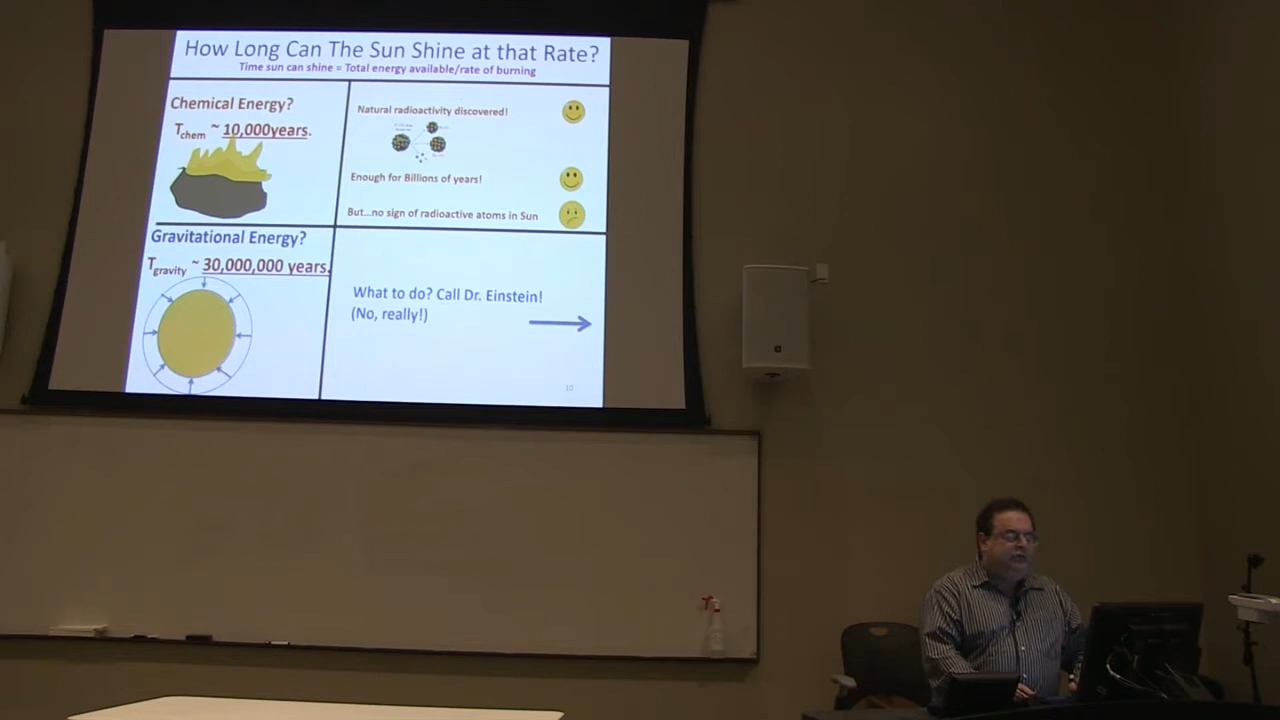 How Long Can The Sun Shine at that Rate?
Time sun can shine = Total energy available/rate of burning
Chemical Energy?
Tchem ~ 10,000years.
Natural radioactivity discovered!
Enough for Billions of years!
But...no sign of radioactive atoms in Sun
Gravitational Energy?
Tgravity ~ 30,000,000 years.
What to do? Call Dr. Einstein!
(No, really!)
10